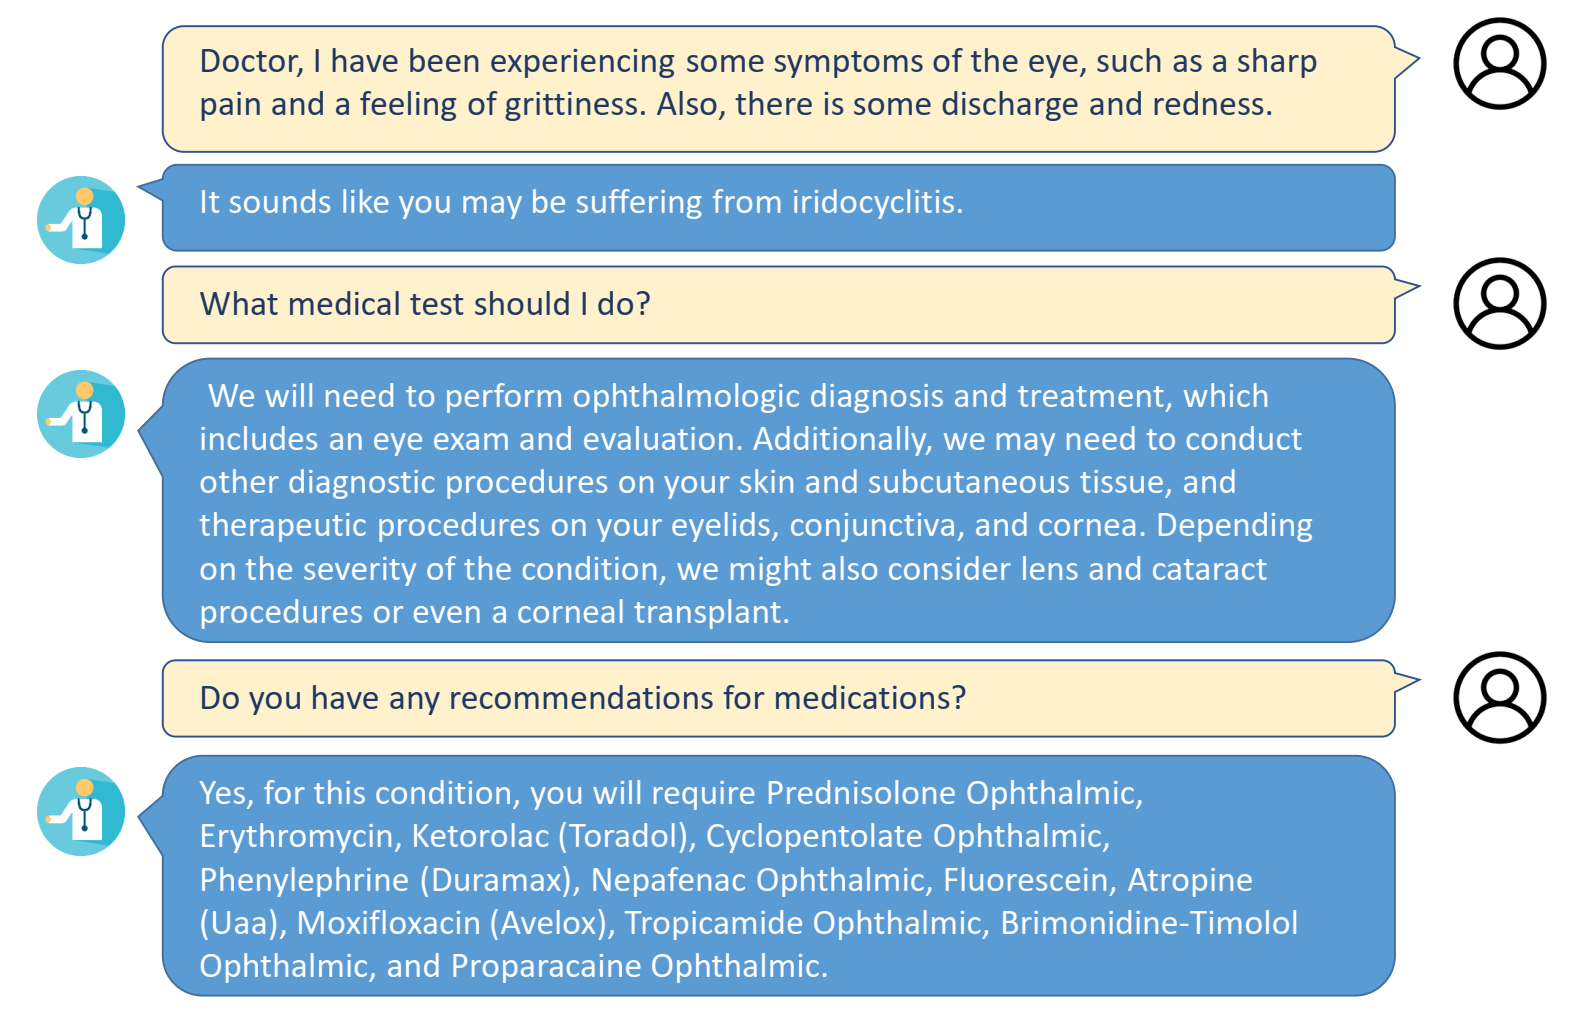 Doctor, I have been experiencing some symptoms of the eye, such as a sharp
pain and a feeling of grittiness. Also, there is some discharge and redness.
It sounds like you may be suffering from iridocyclitis.
What medical test should I do?
We will need to perform ophthalmologic diagnosis and treatment, which
includes an eye exam and evaluation. Additionally, we may need to conduct
other diagnostic procedures on your skin and subcutaneous tissue, and
therapeutic procedures on your eyelids, conjunctiva, and cornea. Depending
on the severity of the condition, we might also consider lens and cataract
procedures or even a corneal transplant.
Do you have any recommendations for medications?
Yes, for this condition, you will require Prednisolone Ophthalmic,
Erythromycin, Ketorolac (Toradol), Cyclopentolate Ophthalmic,
Phenylephrine (Duramax), Nepafenac Ophthalmic, Fluorescein, Atropine
(Uaa), Moxifloxacin (Avelox), Tropicamide Ophthalmic, Brimonidine-Timolol
Ophthalmic, and Proparacaine Ophthalmic.